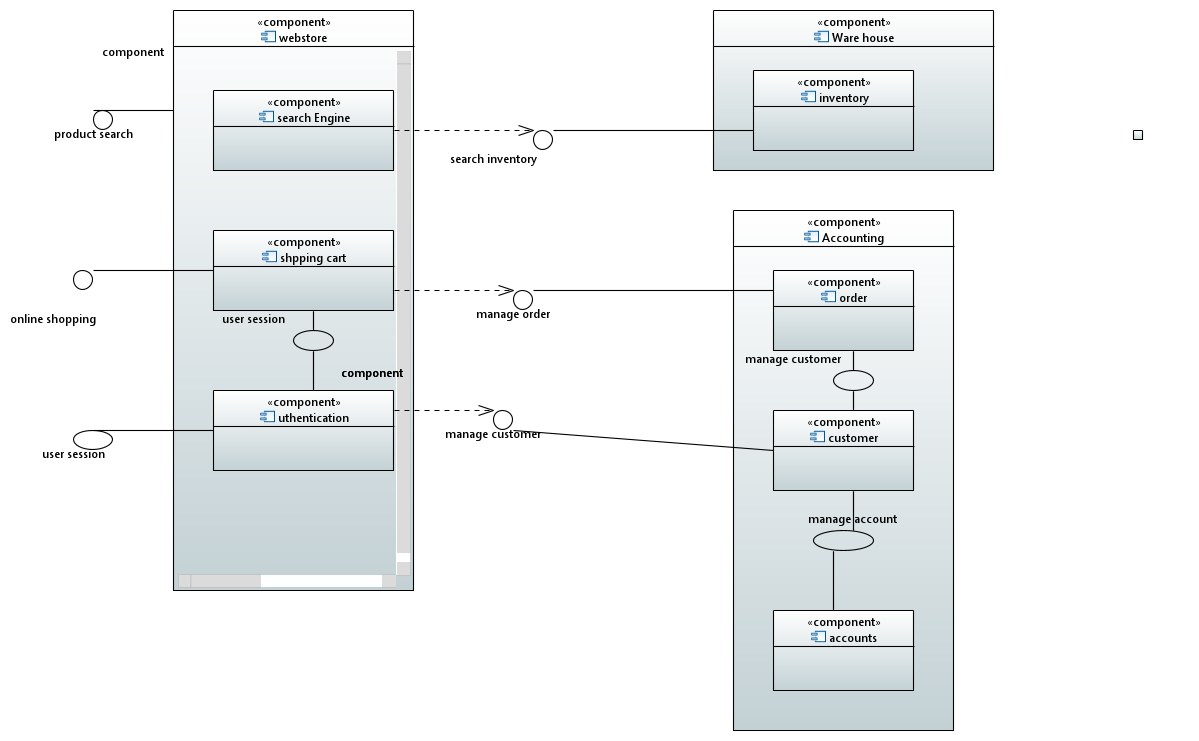 «component»
webstore
component
«component»
search Engine
product search
«component»
shpping cart
online shopping
user session
component
«component»
uthentication
user session
search inventory
manage order
manage customer
«component»
Ware house
«component»
inventory
«component»
Accounting
«component»
order
manage customer
«component»
customer
manage account
«component»
accounts